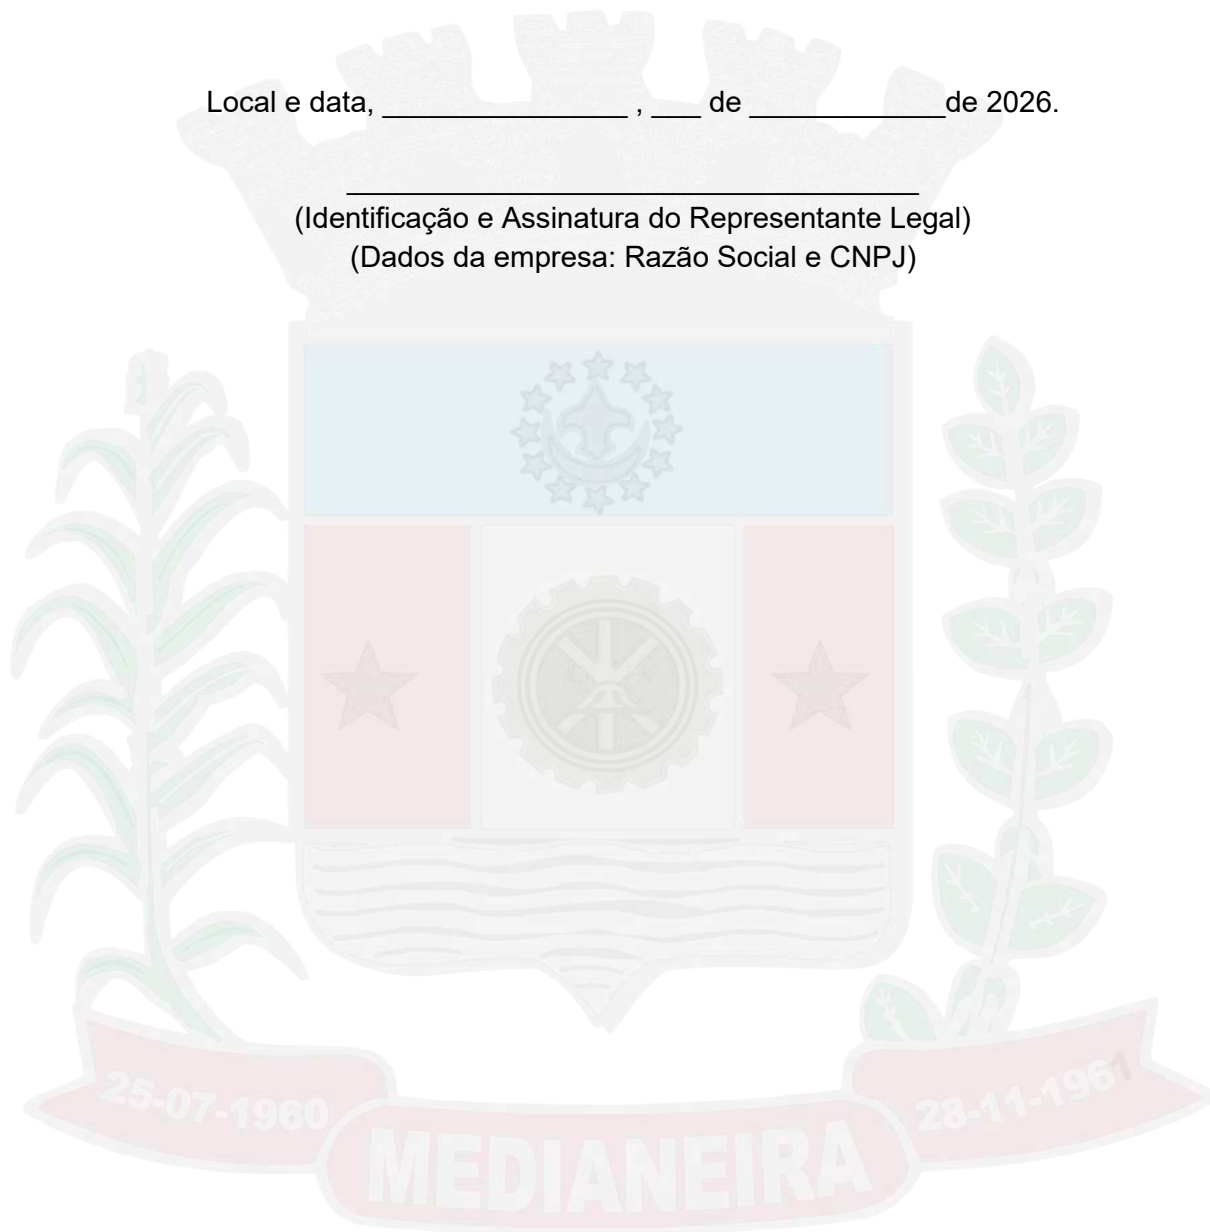 Local e data, _______________ , ___ de ____________de 2026.
___________________________________
(Identificação e Assinatura do Representante Legal)
(Dados da empresa: Razão Social e CNPJ)
25-07-1960
28-11-1961
MEDIANEIRA